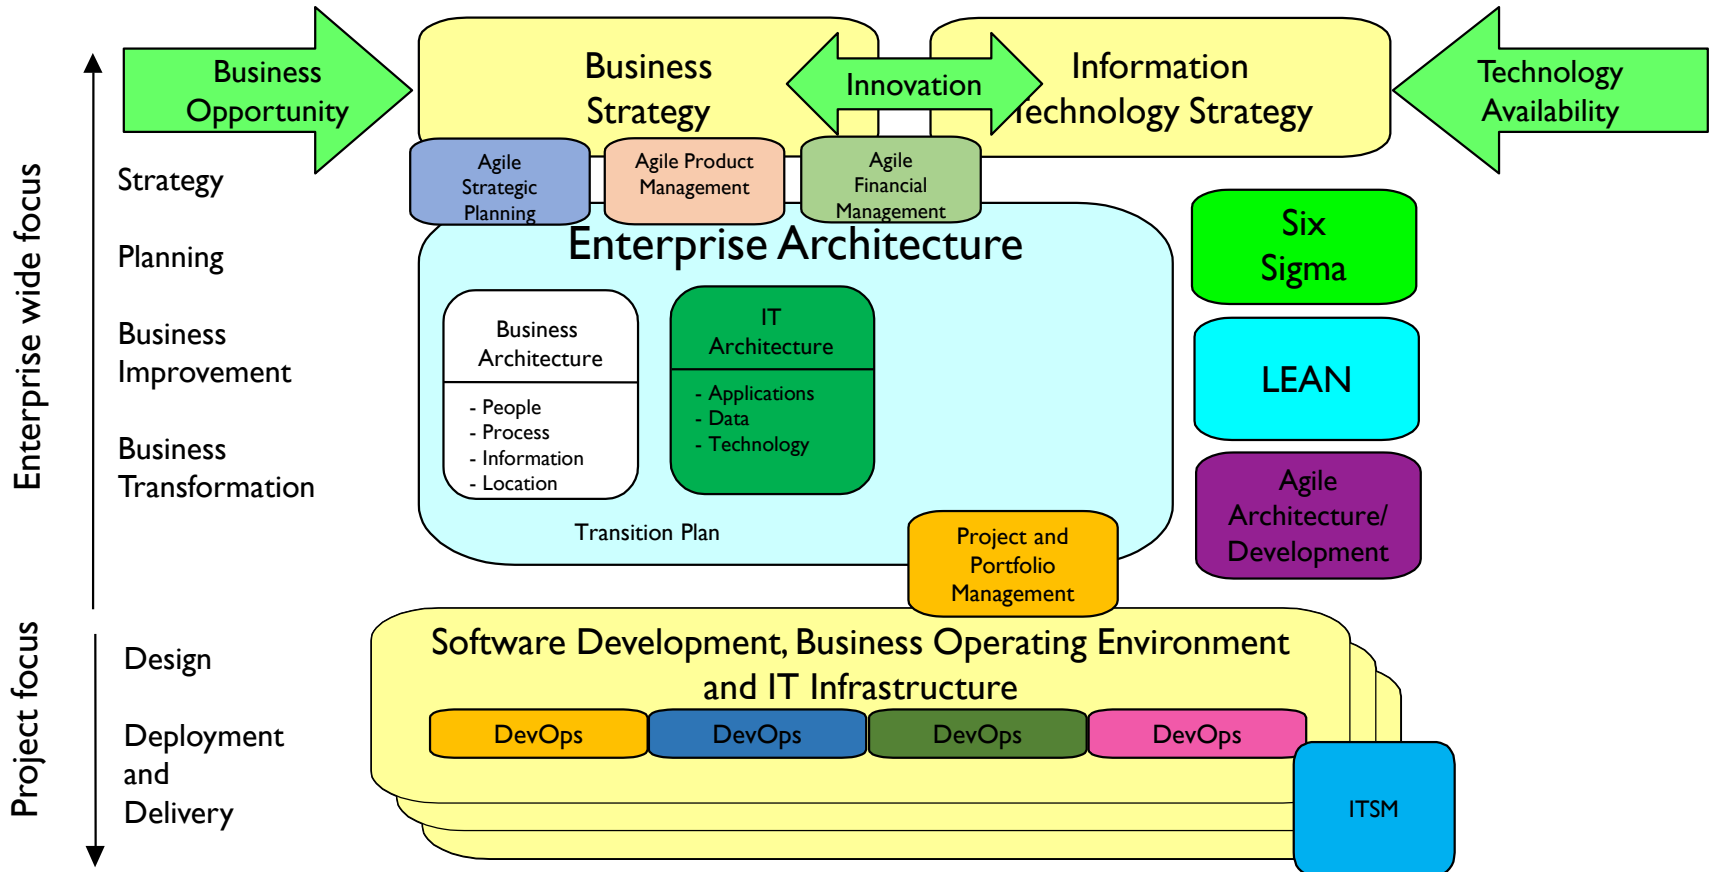 Business
Opportunity
Business
Strategy
Innovation
Information
Technology Strategy
Technology
Availability
Enterprise wide focus
Strategy
Planning
Business
Improvement
Business
Transformation
Agile
Strategic
Planning
Agile Product
Management
Agile
Financial
Management
Enterprise Architecture
Business
Architecture
- People
- Process
- Information
- Location
IT
Architecture
- Applications
- Data
- Technology
Transition Plan
Project and
Portfolio
Management
Six
Sigma
LEAN
Agile
Architecture/
Development
Project focus
Design
Deployment
and
Delivery
Software Development, Business Operating Environment
and IT Infrastructure
DevOps
DevOps
DevOps
DevOps
ITSM